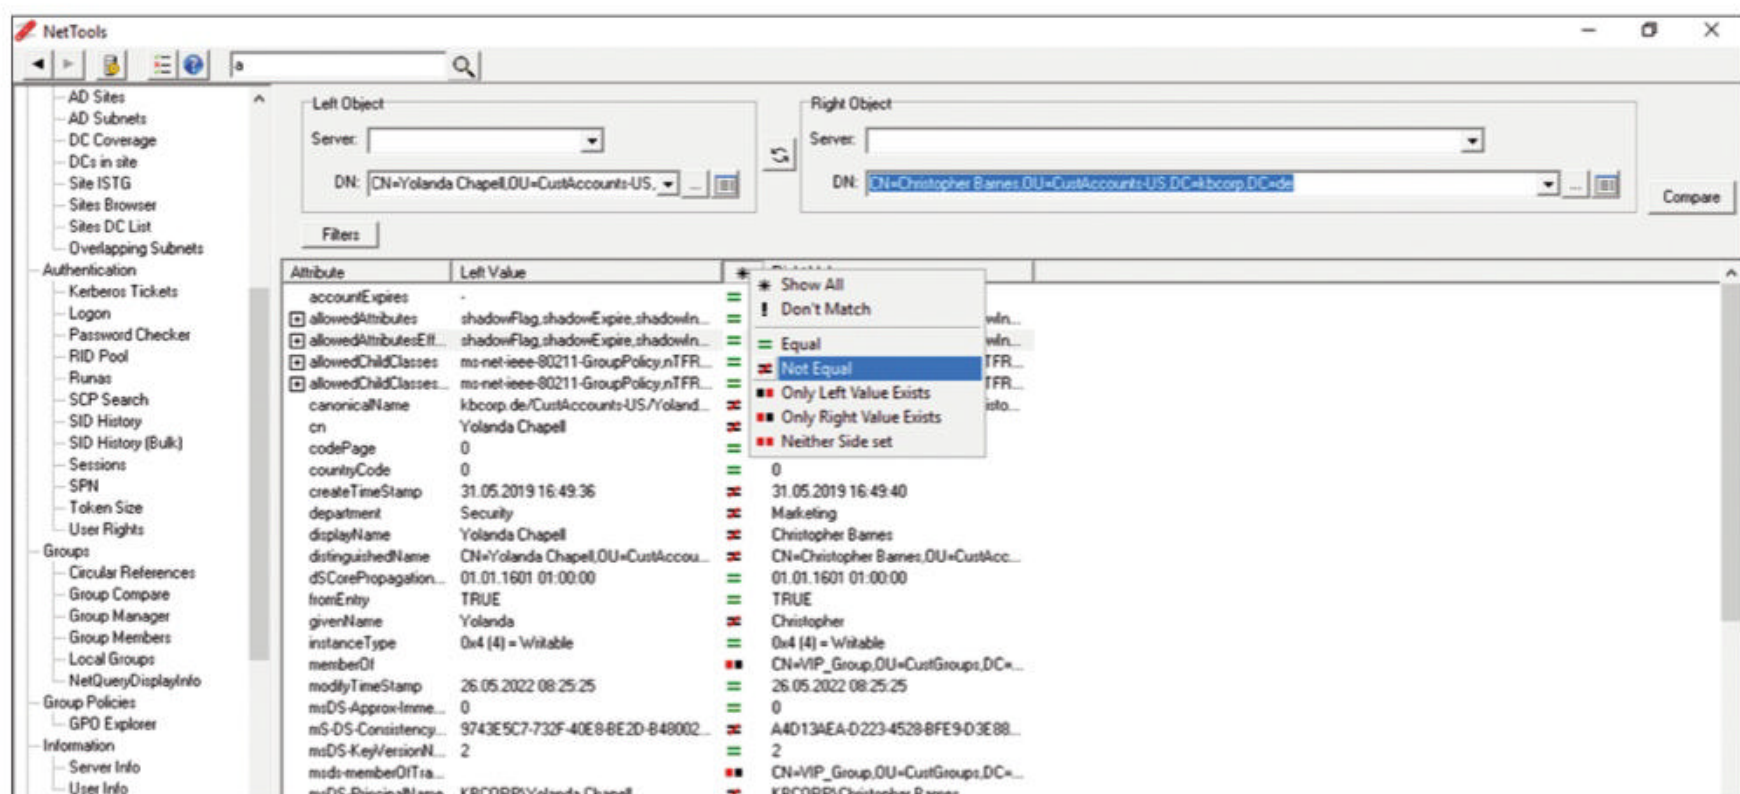 NetTools
a
AD Sites
AD Subnets
DC Coverage
DCs in site
Site ISTG
Sites Browser
Sites DC List
Overlapping Subnets
Authentication
Kerberos Tickets
Logon
Password Checker
RID Pool
Runas
SCP Search
SID History
SID History (Bulk)
Sessions
SPN
Token Size
User Rights
Groups
Circular References
Group Compare
Group Manager
Group Members
Local Groups
NetQueryDisplayInfo
Group Policies
GPO Explorer
Information
Server Info
User Info
Left Object
Server:
DN: CN=Yolanda Chapell,OU=CustAccounts-US, ...
Right Object
Server:
DN: CN=Christopher Barnes,OU=CustAccounts-US,DC=kbcorp,DC=de ...
Compare
Filters
Attribute Left Value
Show All
! Don't Match
= Equal
Not Equal
Only Left Value Exists
Only Right Value Exists
Neither Side set
accountExpires - =
allowedAttributes shadowFlag,shadowExpire,shadowIn... = wIn...
allowedAttributesEff... shadowFlag,shadowExpire,shadowIn... = wIn...
allowedChildClasses ms-net-ieee-80211-GroupPolicy,nTFR... = TFR...
allowedChildClasses... ms-net-ieee-80211-GroupPolicy,nTFR... = TFR...
canonicalName kbcorp.de/CustAccounts-US/Yoland... ≠ isto...
cn Yolanda Chapell ≠
codePage 0 =
countryCode 0 = 0
createTimeStamp 31.05.2019 16:49:36 ≠ 31.05.2019 16:49:40
department Security ≠ Marketing
displayName Yolanda Chapell ≠ Christopher Barnes
distinguishedName CN=Yolanda Chapell,OU=CustAccou... ≠ CN=Christopher Barnes,OU=CustAcc...
dSCorePropagation... 01.01.1601 01:00:00 = 01.01.1601 01:00:00
fromEntry TRUE = TRUE
givenName Yolanda ≠ Christopher
instanceType 0x4 (4) = Writable = 0x4 (4) = Writable
memberOf CN=VIP_Group,OU=CustGroups,DC=...
modifyTimeStamp 26.05.2022 08:25:25 = 26.05.2022 08:25:25
msDS-Approx-Imme... 0 = 0
mS-DS-Consistency... 9743E5C7-732F-40E8-BE2D-B48002... ≠ A4D13AEA-D223-4528-BFE9-D3E88...
msDS-KeyVersionN... 2 = 2
msds-memberOfTra... CN=VIP_Group,OU=CustGroups,DC=...
msDS-PrincipalName KBCORP\Yolanda Chapell ≠ KBCORP\Christopher Barnes